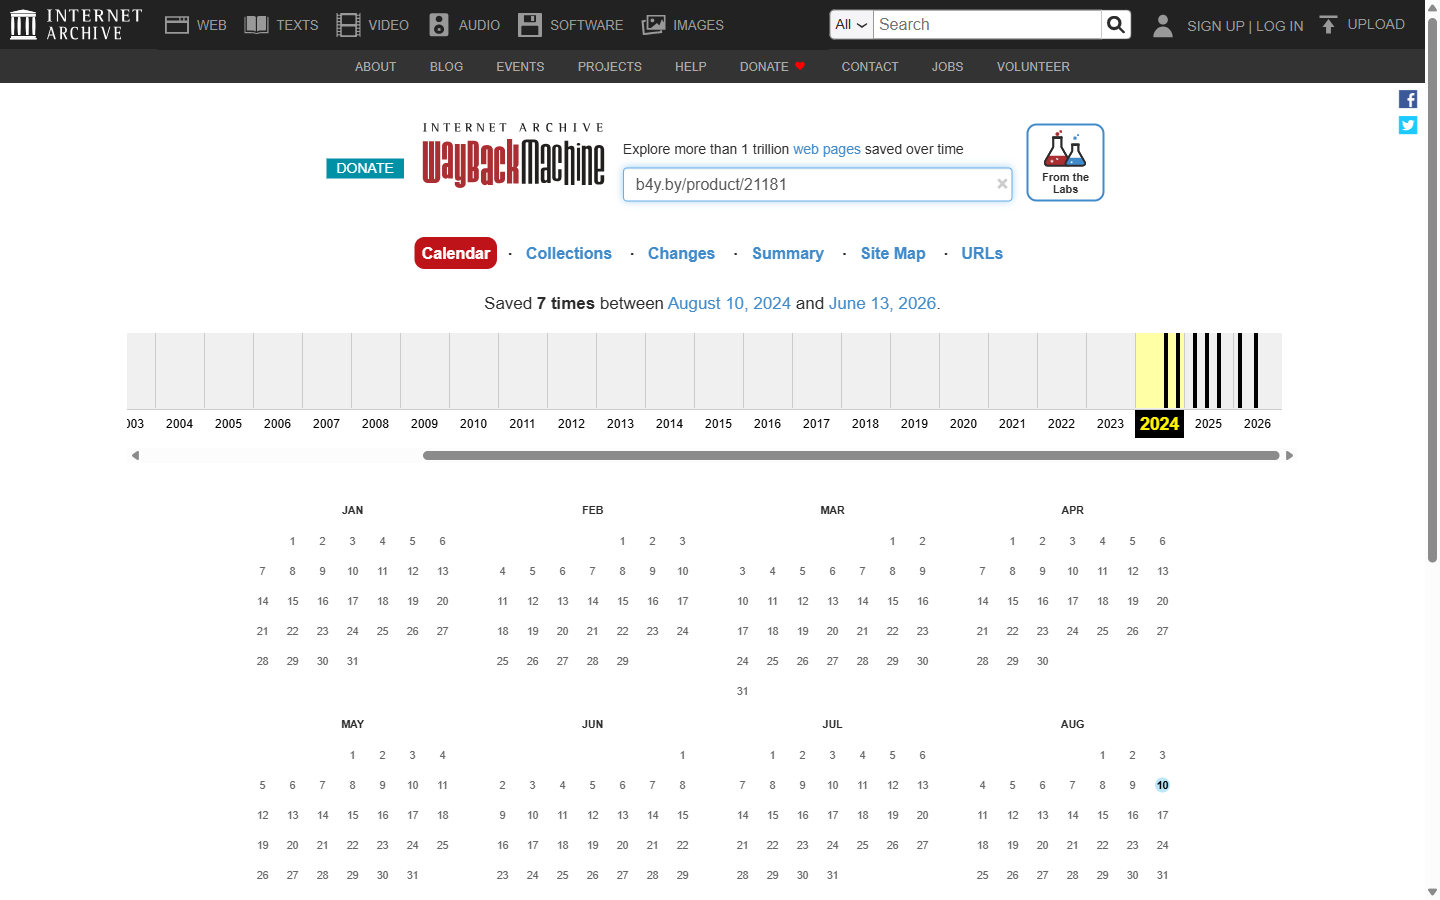 INTERNET ARCHIVE
WEB
TEXTS
VIDEO
AUDIO
SOFTWARE
IMAGES
All
Search
SIGN UP | LOG IN
UPLOAD
ABOUT
BLOG
EVENTS
PROJECTS
HELP
DONATE
CONTACT
JOBS
VOLUNTEER
DONATE
INTERNET ARCHIVE
WayBackMachine
Explore more than 1 trillion web pages saved over time
b4y.by/product/21181
×
From the
Labs
Calendar · Collections · Changes · Summary · Site Map · URLs
Saved 7 times between August 10, 2024 and June 13, 2026.
03 2004 2005 2006 2007 2008 2009 2010 2011 2012 2013 2014 2015 2016 2017 2018 2019 2020 2021 2022 2023 2024 2025 2026
JAN
1 2 3 4 5 6
7 8 9 10 11 12 13
14 15 16 17 18 19 20
21 22 23 24 25 26 27
28 29 30 31
FEB
1 2 3
4 5 6 7 8 9 10
11 12 13 14 15 16 17
18 19 20 21 22 23 24
25 26 27 28 29
MAR
1 2
3 4 5 6 7 8 9
10 11 12 13 14 15 16
17 18 19 20 21 22 23
24 25 26 27 28 29 30
31
APR
1 2 3 4 5 6
7 8 9 10 11 12 13
14 15 16 17 18 19 20
21 22 23 24 25 26 27
28 29 30
MAY
1 2 3 4
5 6 7 8 9 10 11
12 13 14 15 16 17 18
19 20 21 22 23 24 25
26 27 28 29 30 31
JUN
1
2 3 4 5 6 7 8
9 10 11 12 13 14 15
16 17 18 19 20 21 22
23 24 25 26 27 28 29
JUL
1 2 3 4 5 6
7 8 9 10 11 12 13
14 15 16 17 18 19 20
21 22 23 24 25 26 27
28 29 30 31
AUG
1 2 3
4 5 6 7 8 9 10
11 12 13 14 15 16 17
18 19 20 21 22 23 24
25 26 27 28 29 30 31